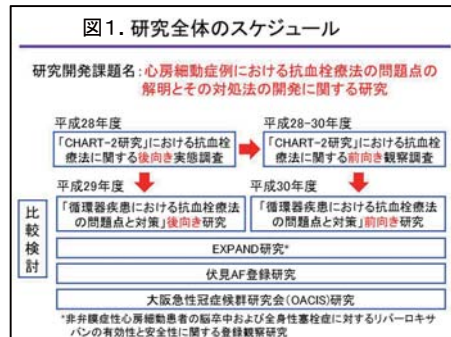 図1. 研究全体のスケジュール
研究開発課題名：心房細動症例における抗血栓療法の問題点の
解明とその対処法の開発に関する研究
平成28年度
「CHART-2研究」における抗血栓
療法に関する後向き実態調査
平成28-30年度
「CHART-2研究」における抗血栓
療法に関する前向き観察調査
平成29年度
「循環器疾患における抗血栓療法
の問題点と対策」後向き研究
平成30年度
「循環器疾患における抗血栓療法
の問題点と対策」前向き研究
比較検討
EXPAND研究*
伏見AF登録研究
大阪急性冠症候群研究会（OACIS）研究
*非弁膜症性心房細動患者の脳卒中および全身性塞栓症に対するリバーロキサ
バンの有効性と安全性に関する登録観察研究